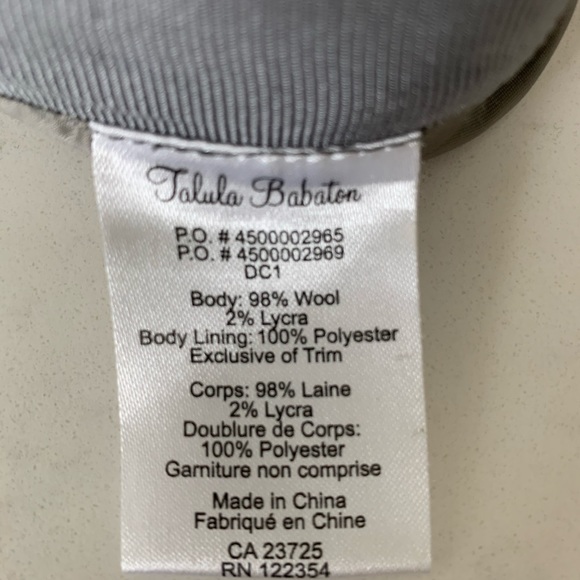 Talula Babaton
P.O. # 4500002965
P.O. # 4500002969
DC1
Body: 98% Wool
2% Lycra
Body Lining: 100% Polyester
Exclusive of Trim
Corps: 98% Laine
2% Lycra
Doublure de Corps:
100% Polyester
Garniture non comprise
Made in China
Fabriqué en Chine
CA 23725
RN 122354